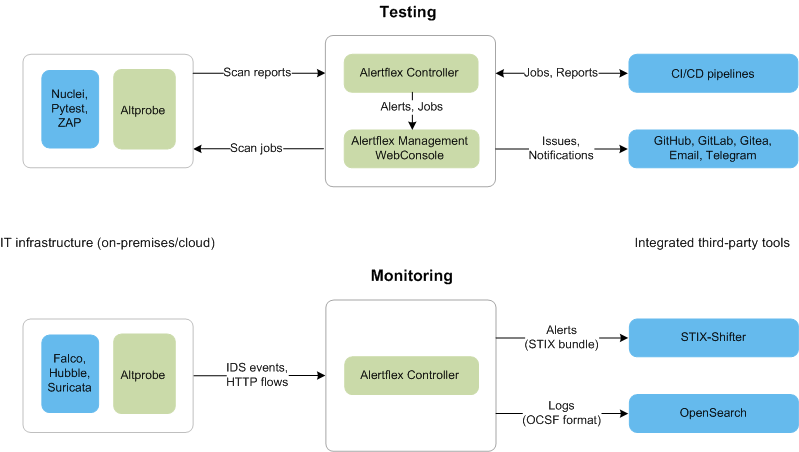 Testing
Nuclei,
Pytest,
ZAP
Altprobe
Scan reports
Scan jobs
Alertflex Controller
Alerts, Jobs
Alertflex Management
WebConsole
Jobs, Reports
CI/CD pipelines
Issues,
Notifications
GitHub, GitLab, Gitea,
Email, Telegram
IT infrastructure (on-premises/cloud)
Integrated third-party tools
Monitoring
Falco,
Hubble,
Suricata
Altprobe
IDS events,
HTTP flows
Alertflex Controller
Alerts
(STIX bundle)
STIX-Shifter
Logs
(OCSF format)
OpenSearch